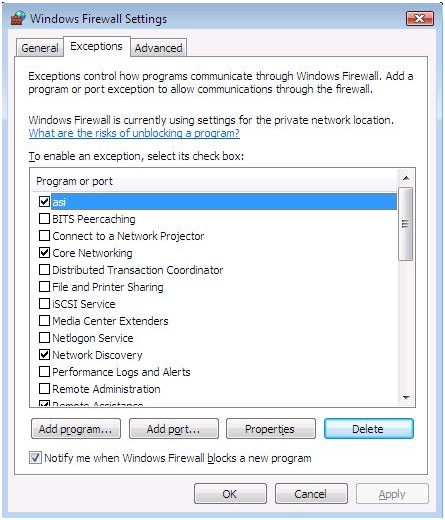 Windows Firewall Settings
General Exceptions Advanced
Exceptions control how programs communicate through Windows Firewall. Add a
program or port exception to allow communications through the firewall.
Windows Firewall is currently using settings for the private network location.
What are the risks of unblocking a program?
To enable an exception, select its check box:
Program or port
asi
BITS Peercaching
Connect to a Network Projector
Core Networking
Distributed Transaction Coordinator
File and Printer Sharing
iSCSI Service
Media Center Extenders
Netlogon Service
Network Discovery
Performance Logs and Alerts
Remote Administration
Remote Assistance
Add program... Add port... Properties Delete
Notify me when Windows Firewall blocks a new program
OK Cancel Apply